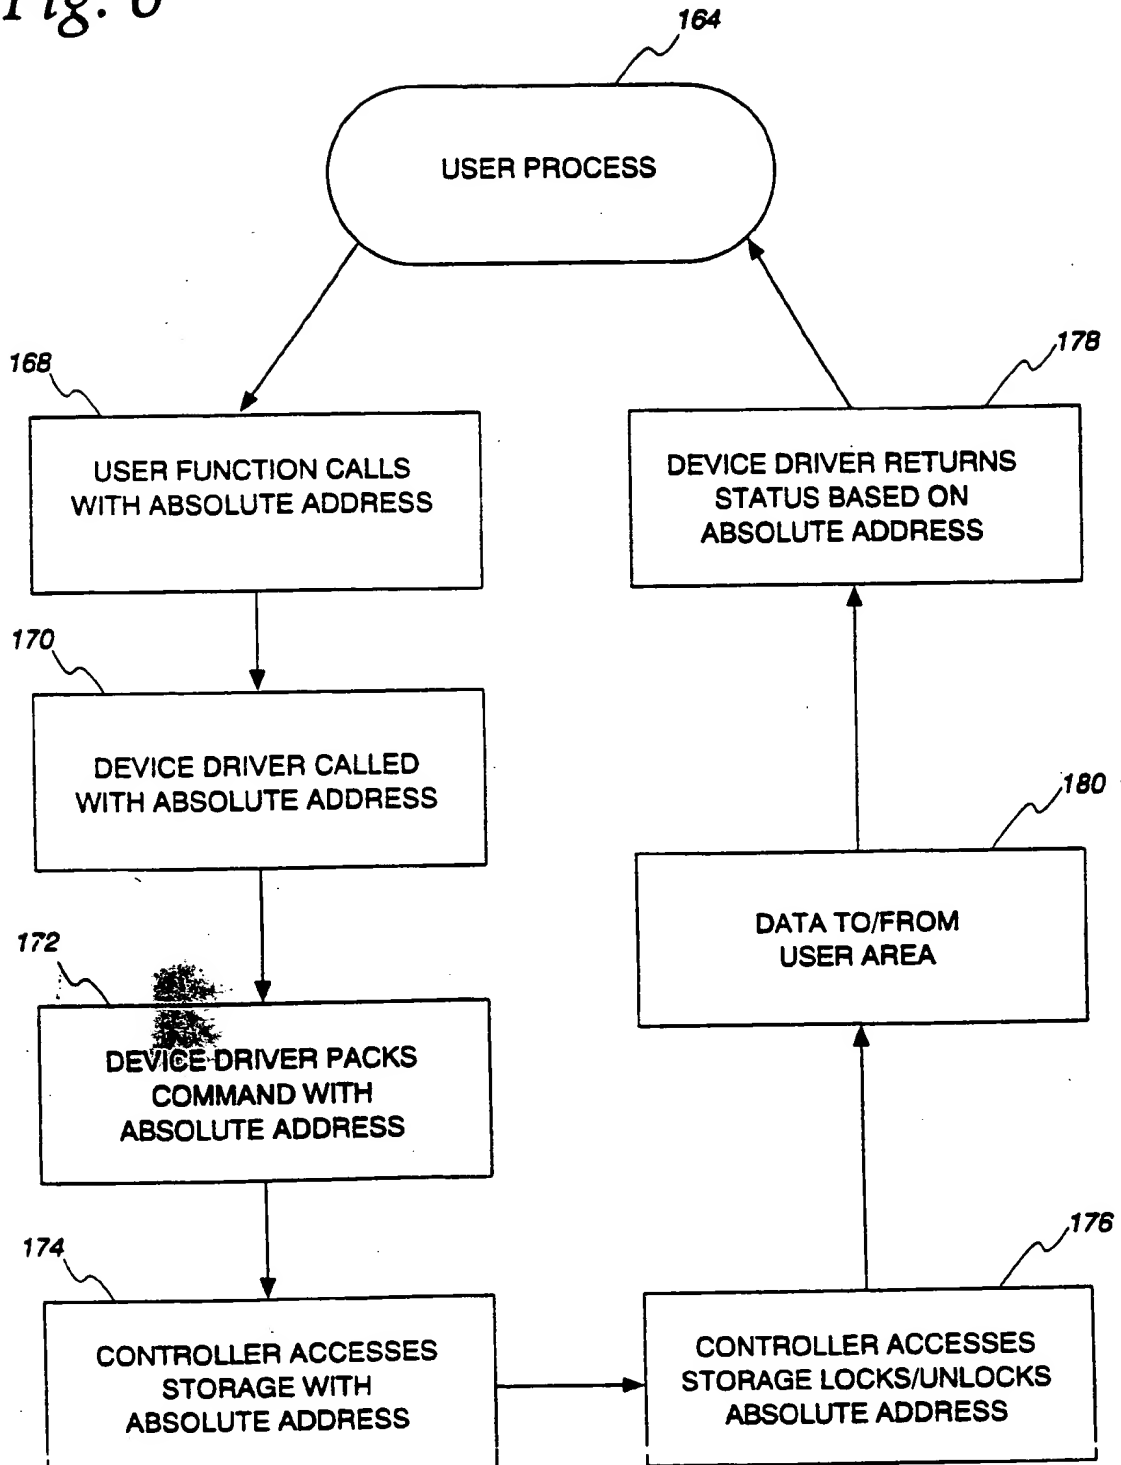 Fig. 6
164
USER PROCESS
168
USER FUNCTION CALLS
WITH ABSOLUTE ADDRESS
178
DEVICE DRIVER RETURNS
STATUS BASED ON
ABSOLUTE ADDRESS
170
DEVICE DRIVER CALLED
WITH ABSOLUTE ADDRESS
180
DATA TO/FROM
USER AREA
172
DEVICE DRIVER PACKS
COMMAND WITH
ABSOLUTE ADDRESS
174
CONTROLLER ACCESSES
STORAGE WITH
ABSOLUTE ADDRESS
176
CONTROLLER ACCESSES
STORAGE LOCKS/UNLOCKS
ABSOLUTE ADDRESS